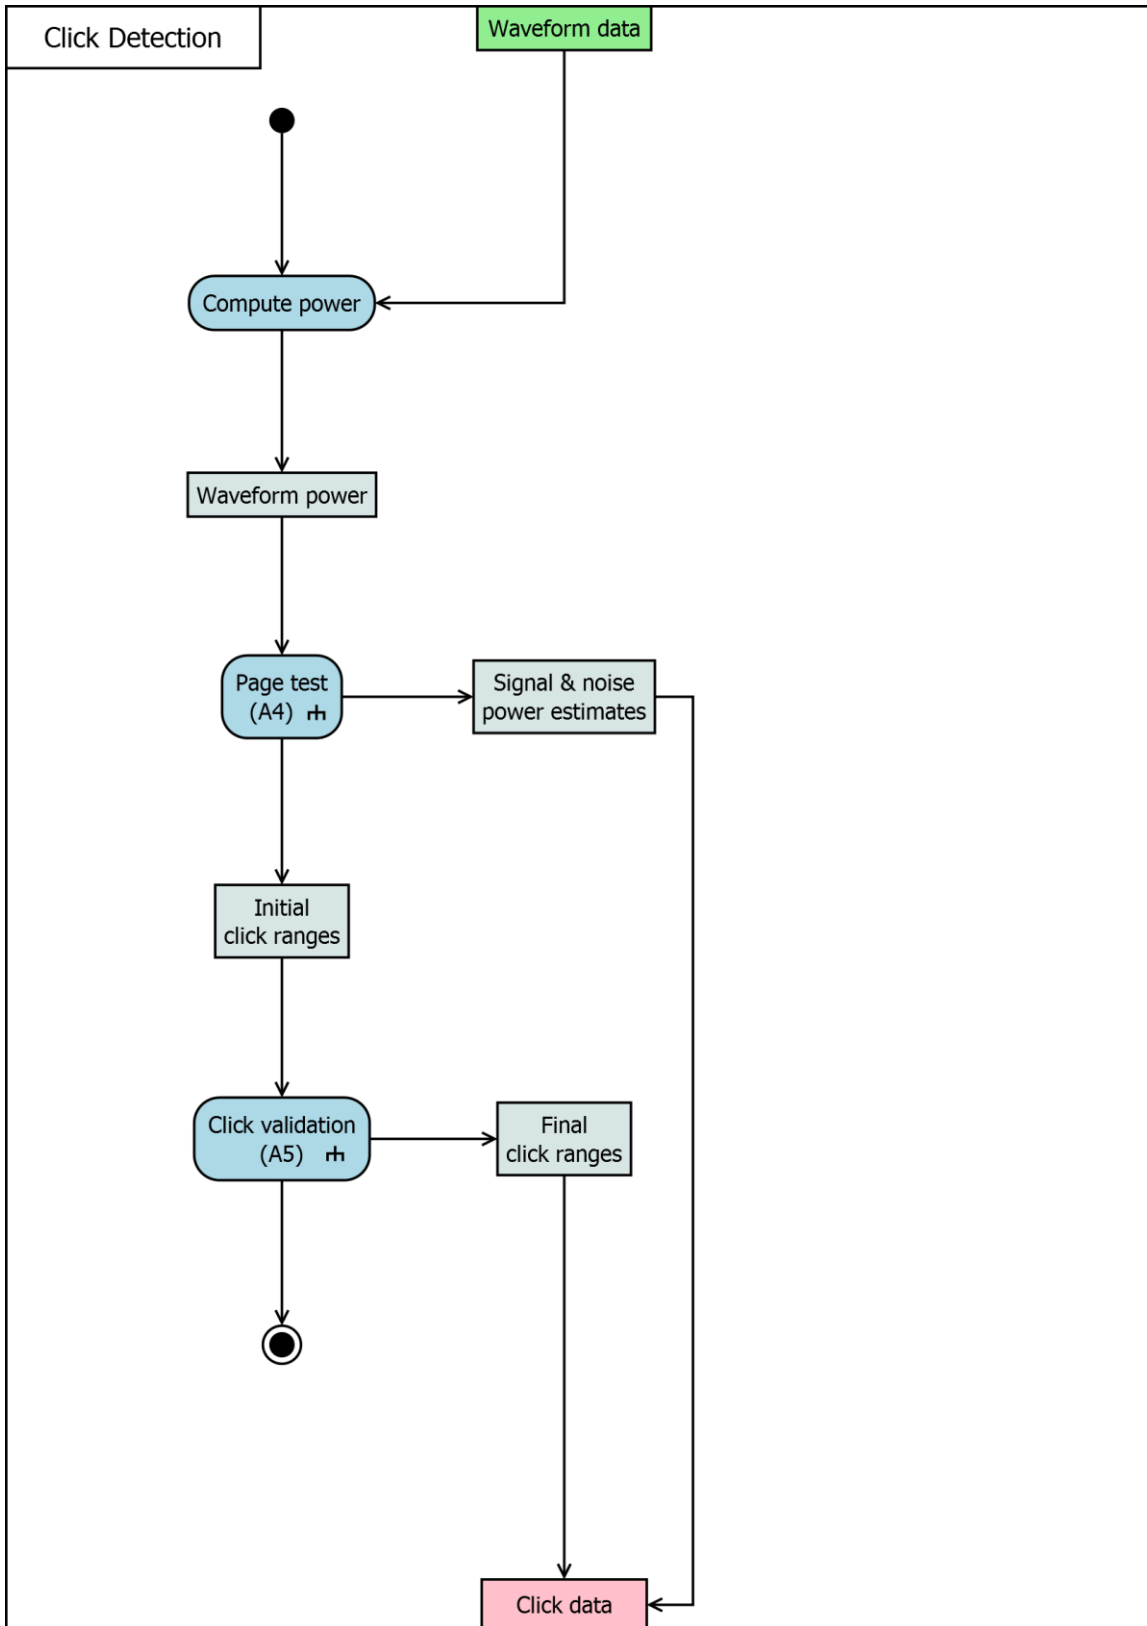 Click Detection
Waveform data
Compute power
Waveform power
Page test
(A4)
Signal & noise
power estimates
Initial
click ranges
Click validation
(A5)
Final
click ranges
Click data